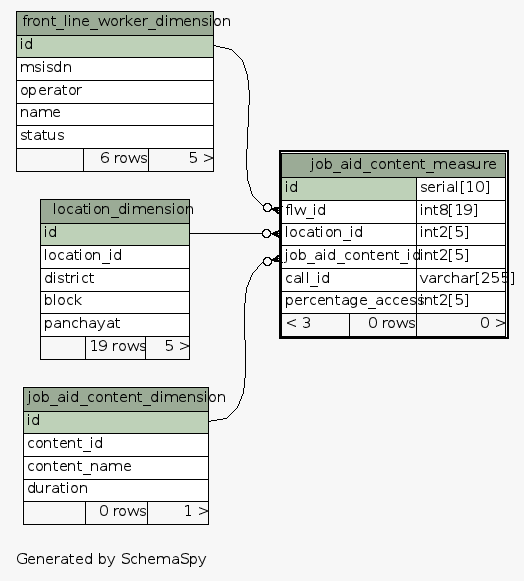 front_line_worker_dimension
id
msisdn
operator
name
status
6 rows 5 >
job_aid_content_measure
id serial[10]
flw_id int8[19]
location_id int2[5]
job_aid_content_id int2[5]
call_id varchar[255]
percentage_access int2[5]
< 3 0 rows 0 >
location_dimension
id
location_id
district
block
panchayat
19 rows 5 >
job_aid_content_dimension
id
content_id
content_name
duration
0 rows 1 >
Generated by SchemaSpy